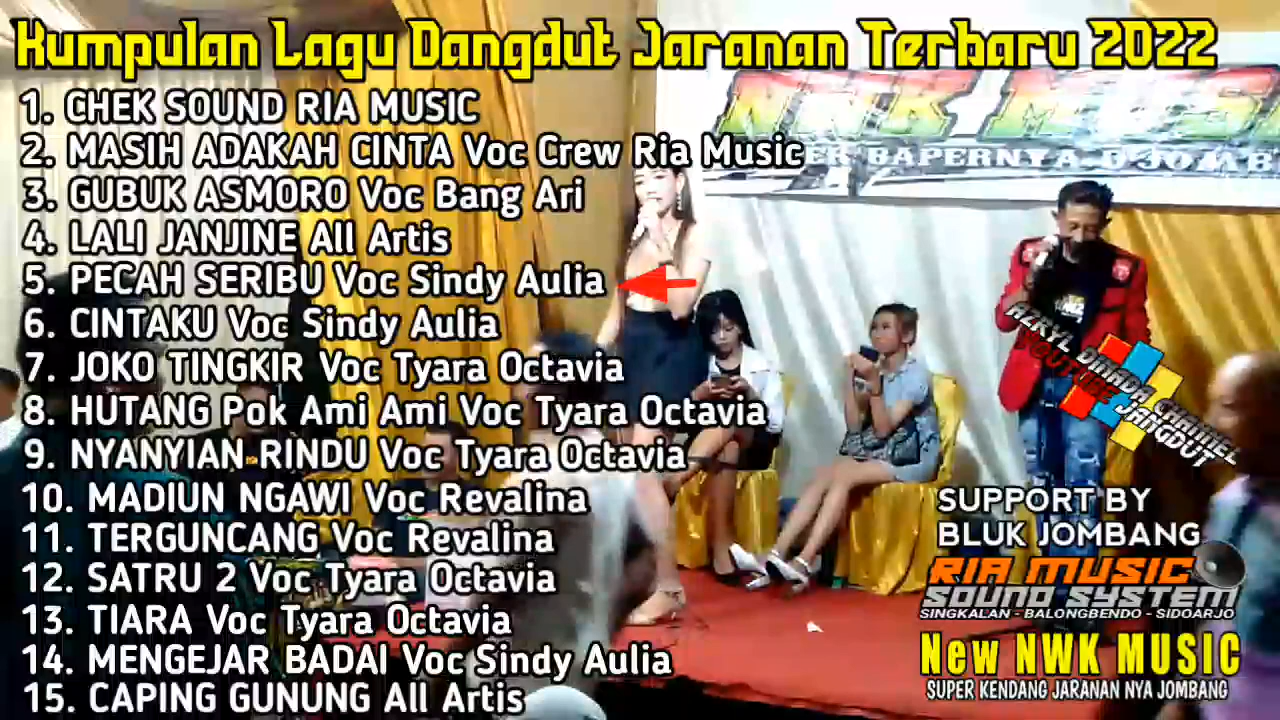 Kumpulan Lagu Dangdut Jaranan Terbaru 2022
1. CHEK SOUND RIA MUSIC
2. MASIH ADAKAH CINTA Voc Crew Ria Music
3. GUBUK ASMORO Voc Bang Ari
4. LALI JANJINE All Artis
5. PECAH SERIBU Voc Sindy Aulia
6. CINTAKU Voc Sindy Aulia
7. JOKO TINGKIR Voc Tyara Octavia
8. HUTANG Pok Ami Ami Voc Tyara Octavia
9. NYANYIAN RINDU Voc Tyara Octavia
10. MADIUN NGAWI Voc Revalina
11. TERGUNCANG Voc Revalina
12. SATRU 2 Voc Tyara Octavia
13. TIARA Voc Tyara Octavia
14. MENGEJAR BADAI Voc Sindy Aulia
15. CAPING GUNUNG All Artis
NWK MUS
BAPERNYA
AZRYL DMADA CHANNEL
YOUTUBE JANGDUT
SUPPORT BY
BLUK JOMBANG
RIA MUSIC
SOUND SYSTEM
SINGKALAN - BALONGBENDO - SIDOARJO
New NWK MUSIC
SUPER KENDANG JARANAN NYA JOMBANG